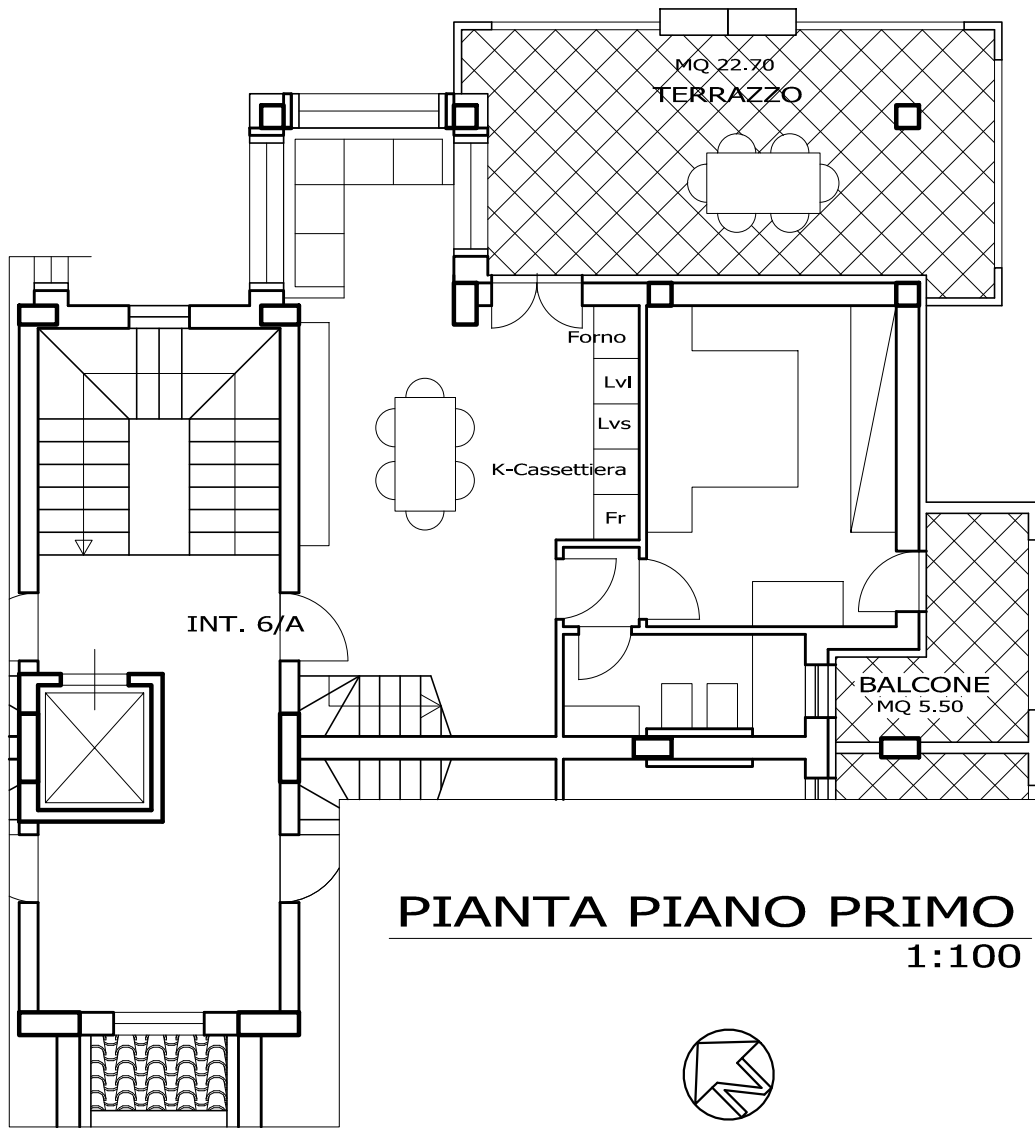 MQ 22.70
TERRAZZO
Forno
Lvl
Lvs
K-Cassettiera
Fr
INT. 6/A
BALCONE
MQ 5.50
PIANTA PIANO PRIMO
1:100